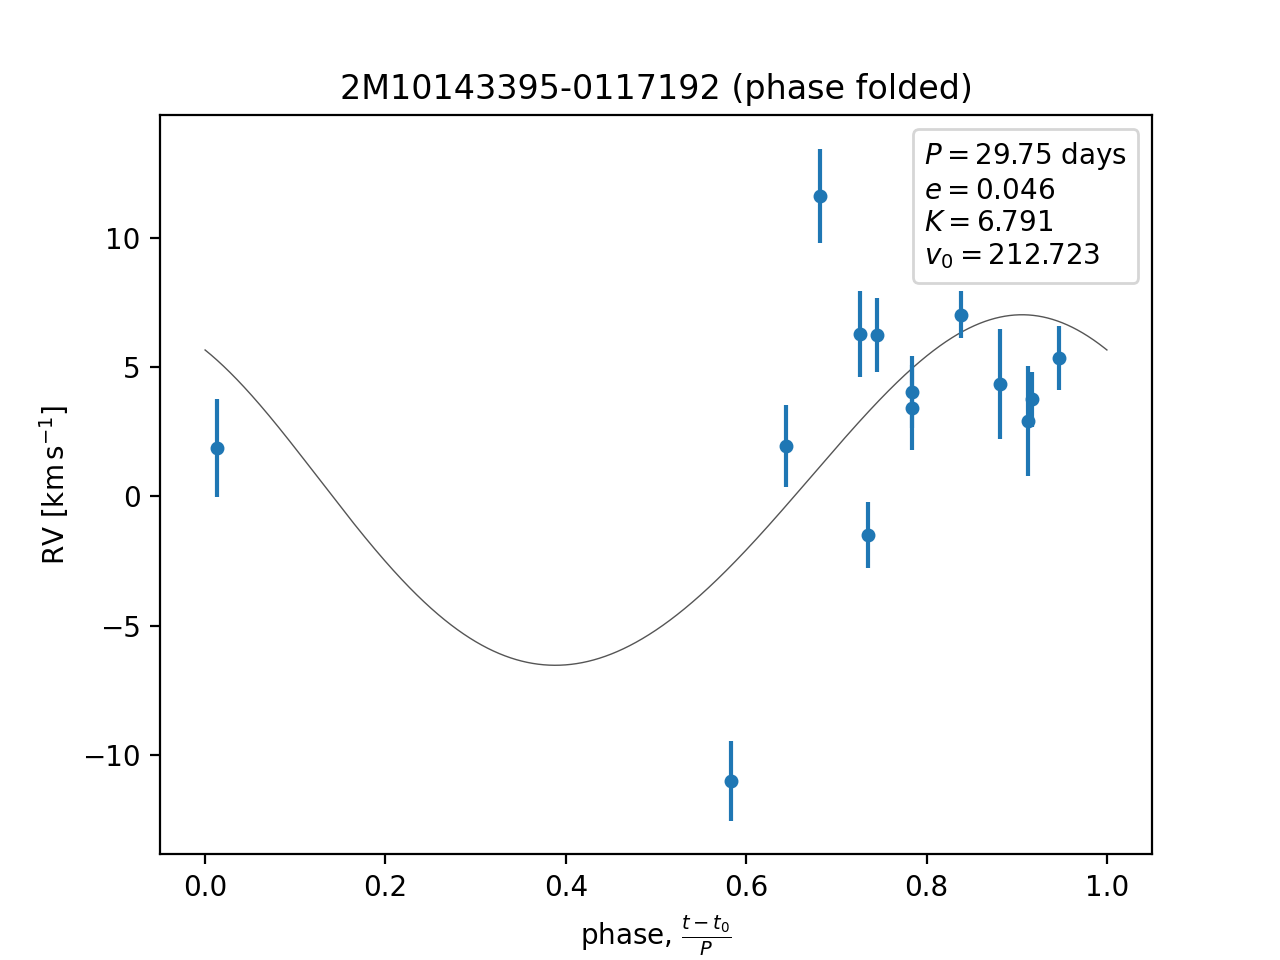 2M10143395-0117192 (phase folded)
P = 29.75 days
e = 0.046
K = 6.791
v₀ = 212.723
RV [km s⁻¹]
10
5
0
−5
−10
0.0 0.2 0.4 0.6 0.8 1.0
phase, (t − t₀)/P